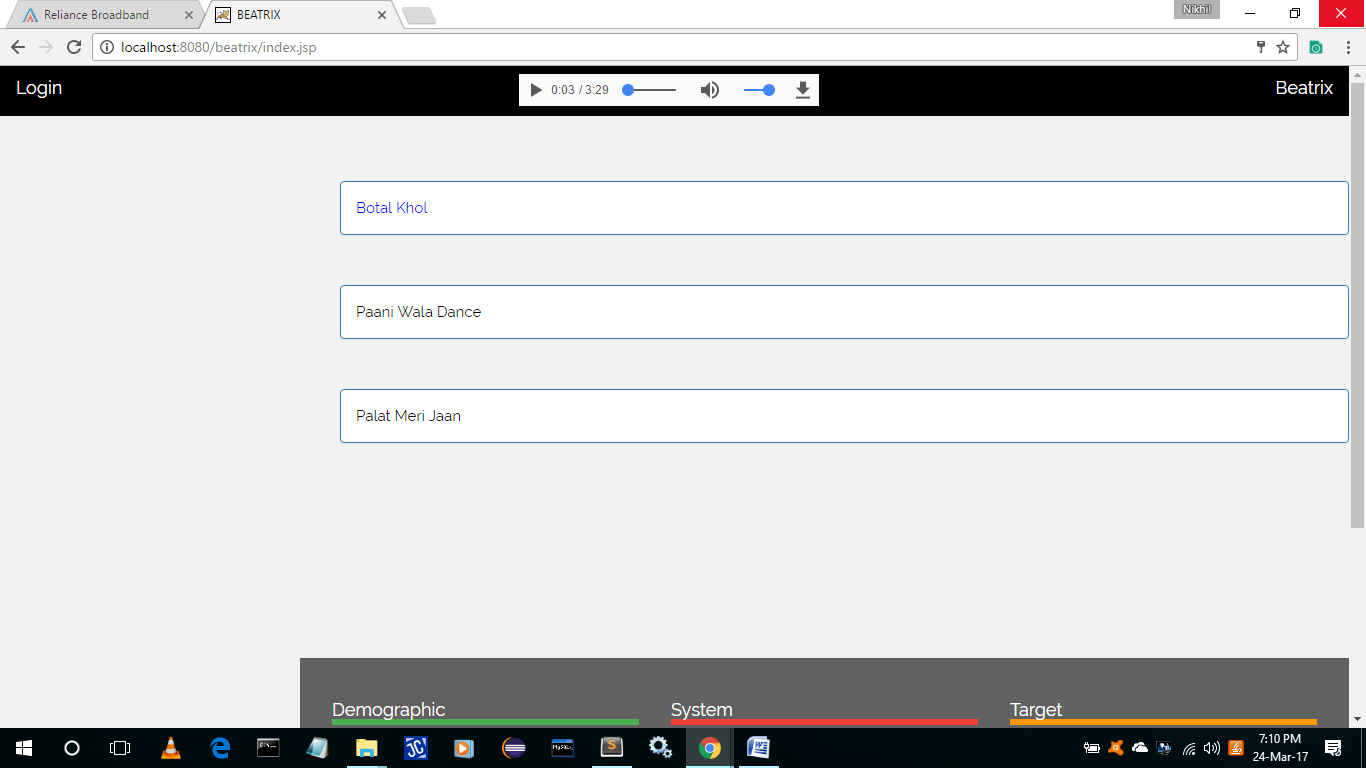 Reliance Broadband
BEATRIX
Nikhil
localhost:8080/beatrix/index.jsp
Login
0:03 / 3:29
Beatrix
Botal Khol
Paani Wala Dance
Palat Meri Jaan
Demographic
System
Target
7:10 PM
24-Mar-17